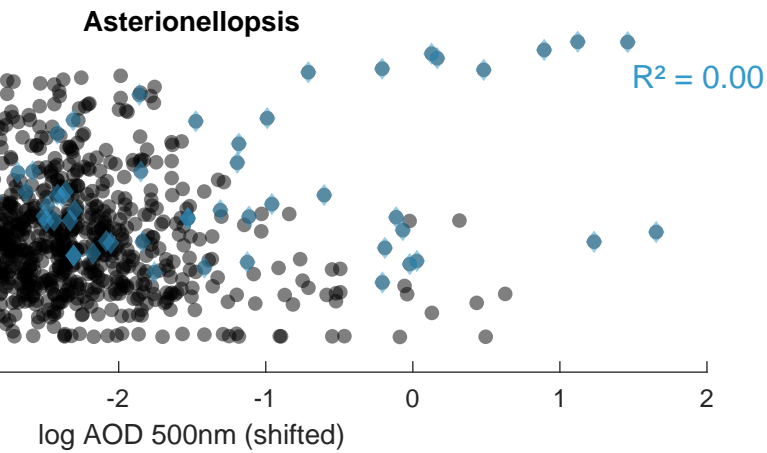 Asterionellopsis
R² = 0.00
-2 -1 0 1 2
log AOD 500nm (shifted)